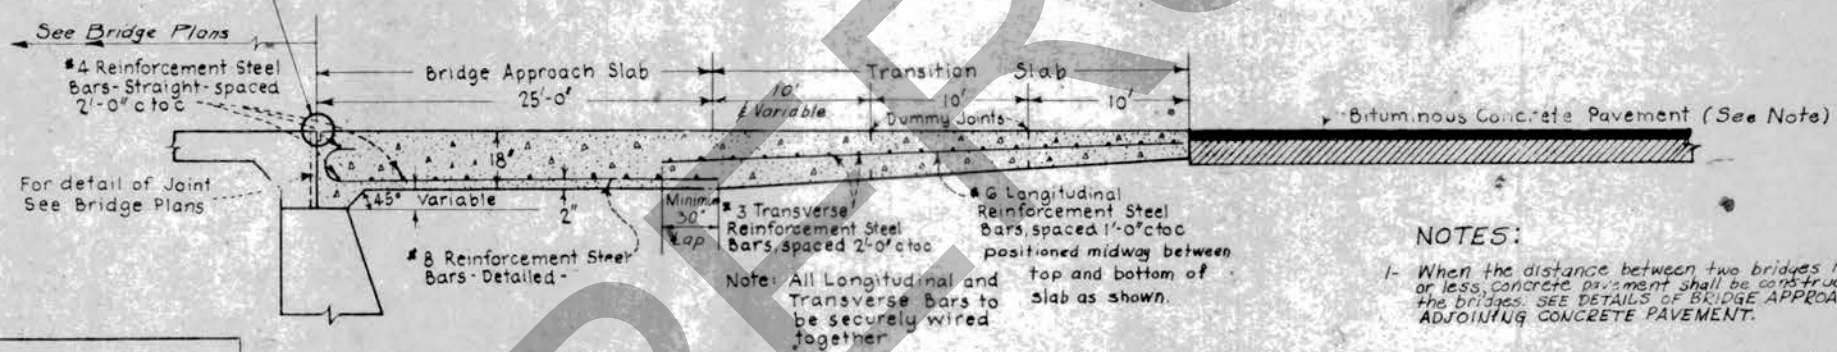 See Bridge Plans
#4 Reinforcement Steel
Bars-Straight-spaced
2'-0" c to c
Bridge Approach Slab
25'-0"
Transition Slab
10'
± Variable
10'
10'
Dummy Joints
Bituminous Concrete Pavement (See Note)
18"
For detail of Joint
See Bridge Plans
45°
Variable
2"
Minimum
30"
Lap
#8 Reinforcement Steel
Bars-Detailed-
#3 Transverse
Reinforcement Steel
Bars, spaced 2'-0" c to c
Note: All Longitudinal and
Transverse Bars to
be securely wired
together
#6 Longitudinal
Reinforcement Steel
Bars, spaced 1'-0" c to c
positioned midway between
top and bottom of
slab as shown.
NOTES:
1- When the distance between two bridges
or less, concrete pavement shall be
the bridges. SEE DETAILS OF BRIDGE
ADJOINING CONCRETE PAVEMENT.